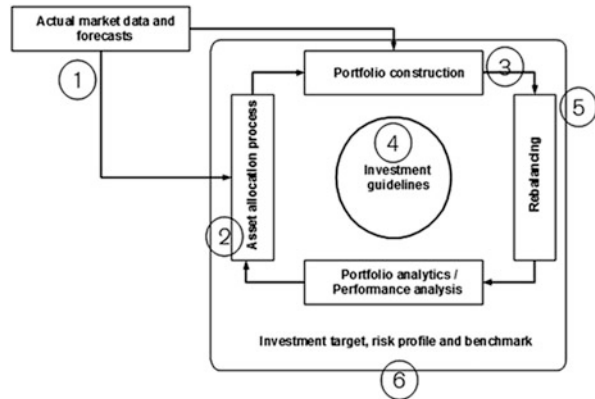 Actual market data and
forecasts
1
Portfolio construction
3
5
Asset allocation process
2
4
Investment
guidelines
Rebalancing
Portfolio analytics /
Performance analysis
Investment target, risk profile and benchmark
6